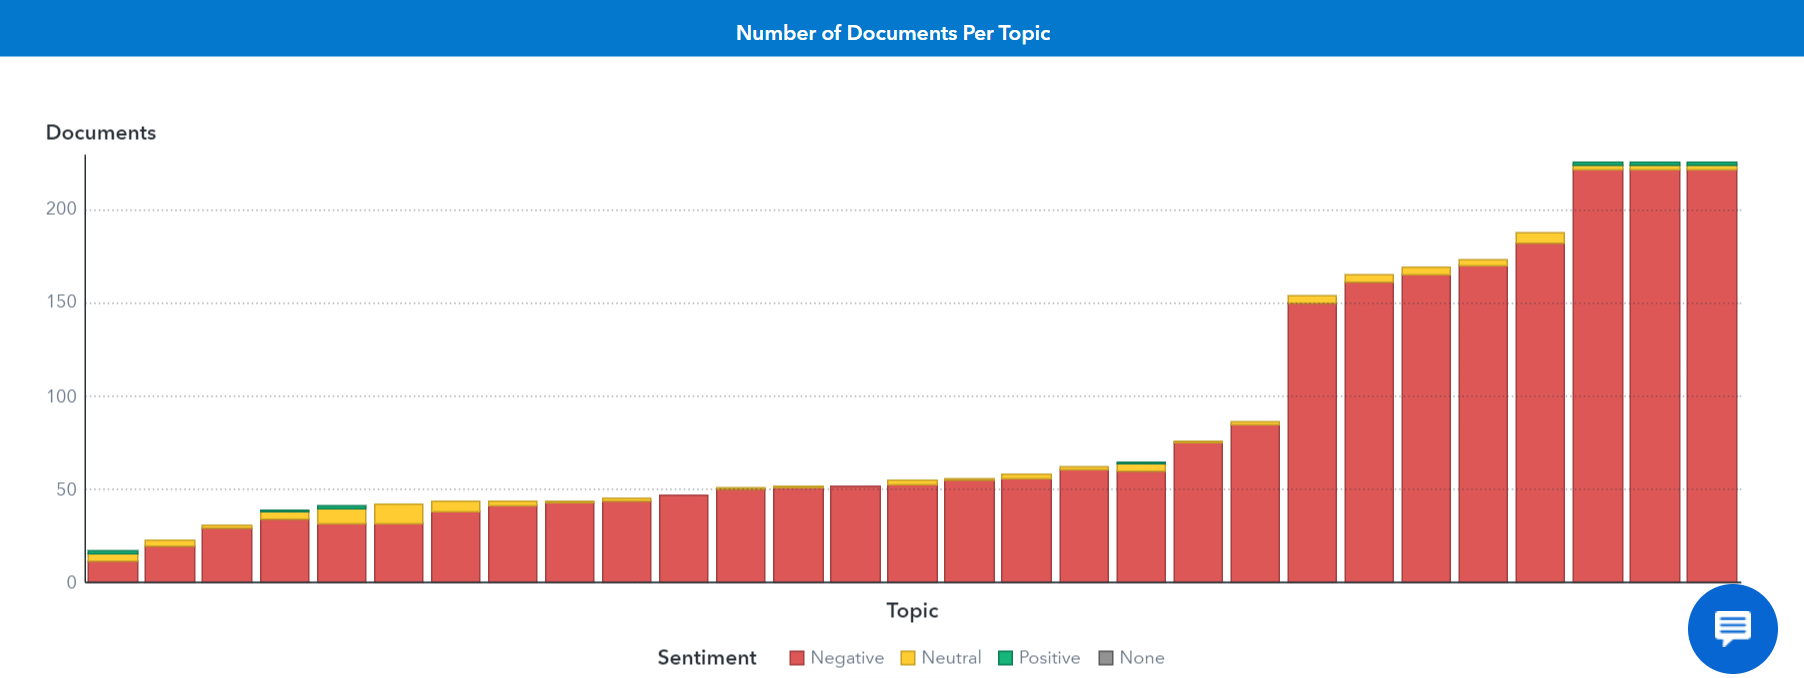 Number of Documents Per Topic
Documents
200
150
100
50
0
Topic
Sentiment Negative Neutral Positive None